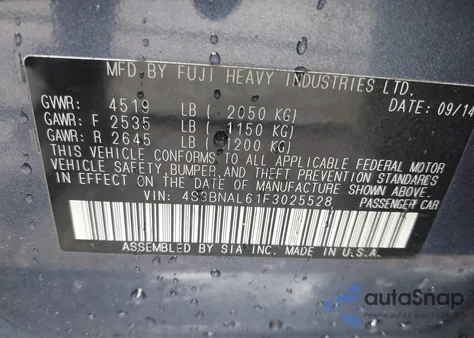 MFD. BY FUJI HEAVY INDUSTRIES LTD.
GVWR: 4519 LB ( 2050 KG) DATE: 09/14
GAWR: F 2535 LB ( 1150 KG)
GAWR: R 2645 LB ( 1200 KG)
THIS VEHICLE CONFORMS TO ALL APPLICABLE FEDERAL MOTOR
VEHICLE SAFETY, BUMPER, AND THEFT PREVENTION
STANDARDS IN EFFECT ON THE DATE OF MANUFACTURE SHOWN ABOVE.
VIN: 4S3BNAL61F3025528 PASSENGER CAR
ASSEMBLED BY SIA INC. MADE IN U.S.A.
autoSnap